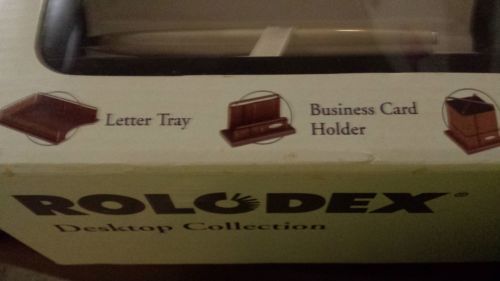 Letter Tray
Business Card
Holder
ROLODEX®
Desktop Collection